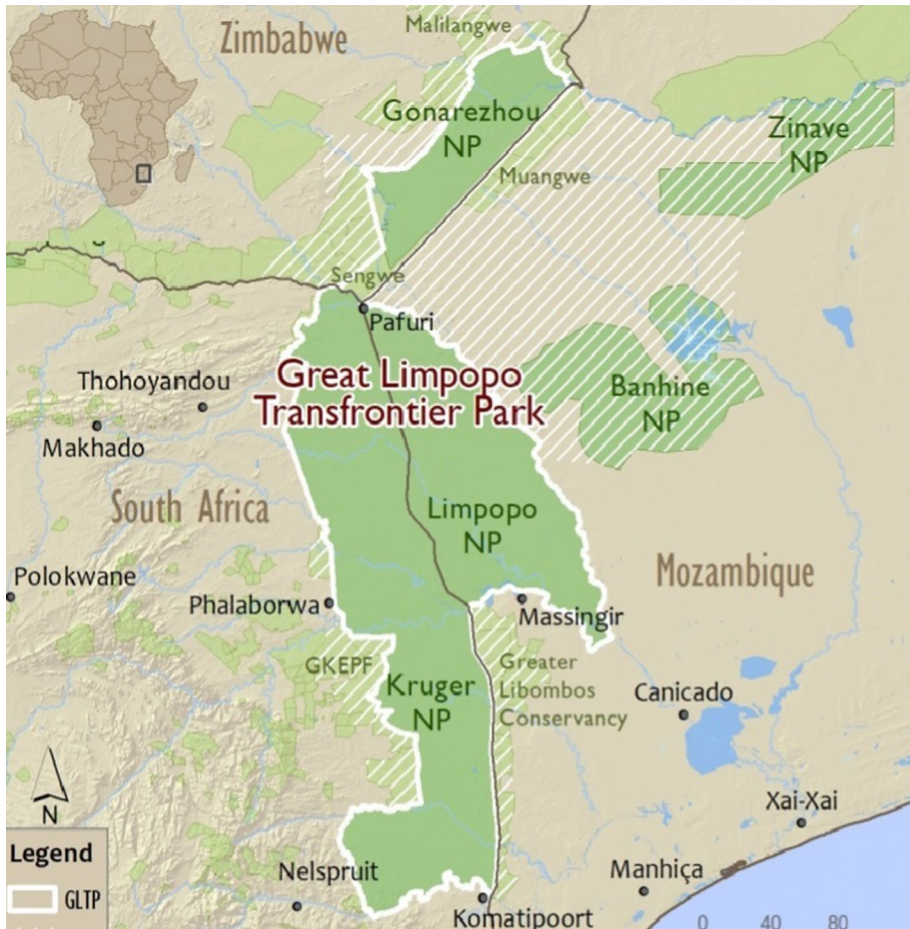 Malilangwe
Zimbabwe
Gonarezhou
NP
Zinave
NP
Muangwe
Sengwe
Pafuri
Great Limpopo
Transfrontier Park
Thohoyandou
Makhado
Banhine
NP
South Africa
Limpopo
NP
Mozambique
Polokwane
Phalaborwa
Massingir
GKEPF
Kruger
NP
Greater
Libombos
Conservancy
Canicado
N
Xai-Xai
Legend
GLTP
Nelspruit
Manhiça
Komatipoort
0 40 80